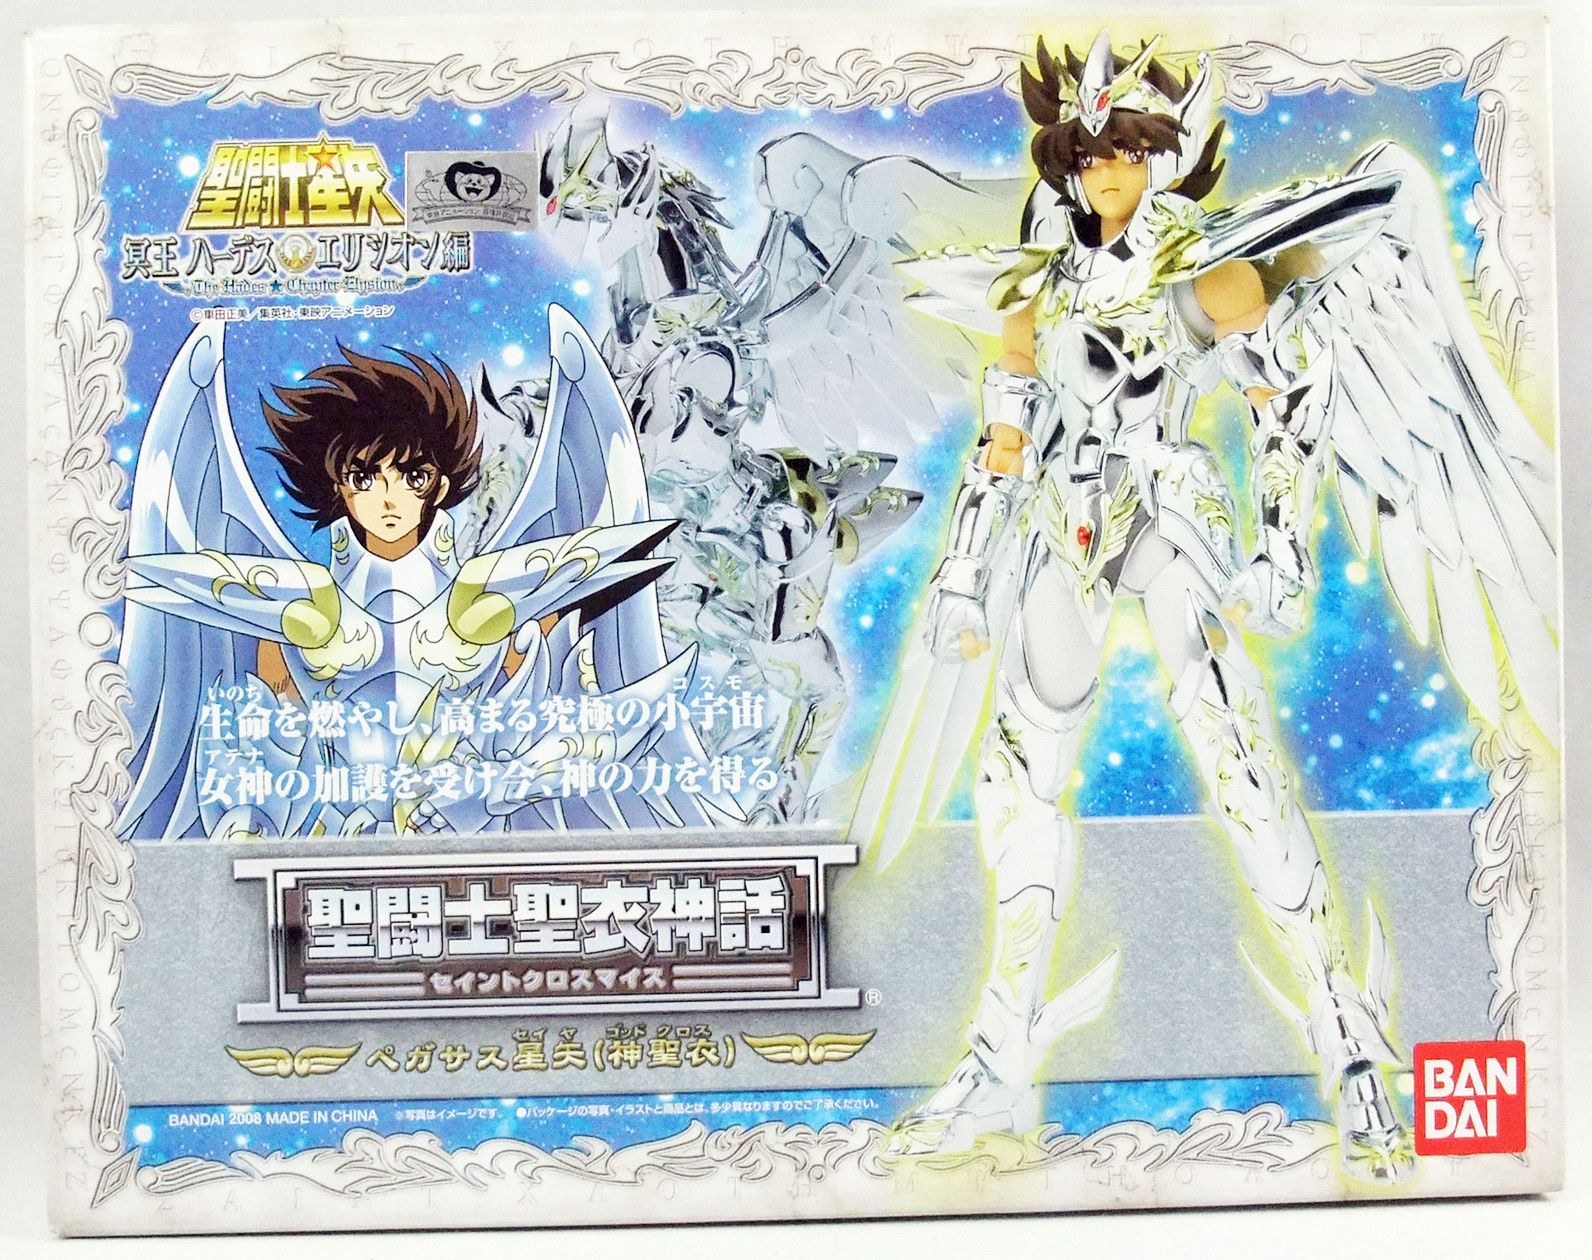 聖闘士星矢
冥王 ハーデス エリシオン編
The Hades ★ Chapter Elysion
©車田正美/集英社・東映アニメーション
いのち コスモ
生命を燃やし、高まる究極の小宇宙
アテナ
女神の加護を受け今、神の力を得る
聖闘士聖衣神話
セイントクロスマイス
®
セイヤ ゴッド クロス
ペガサス星矢(神聖衣)
BANDAI 2008 MADE IN CHINA ※写真はイメージです。 ●パッケージの写真・イラストと商品とは、多少異なりますのでご了承ください。
BAN
DAI